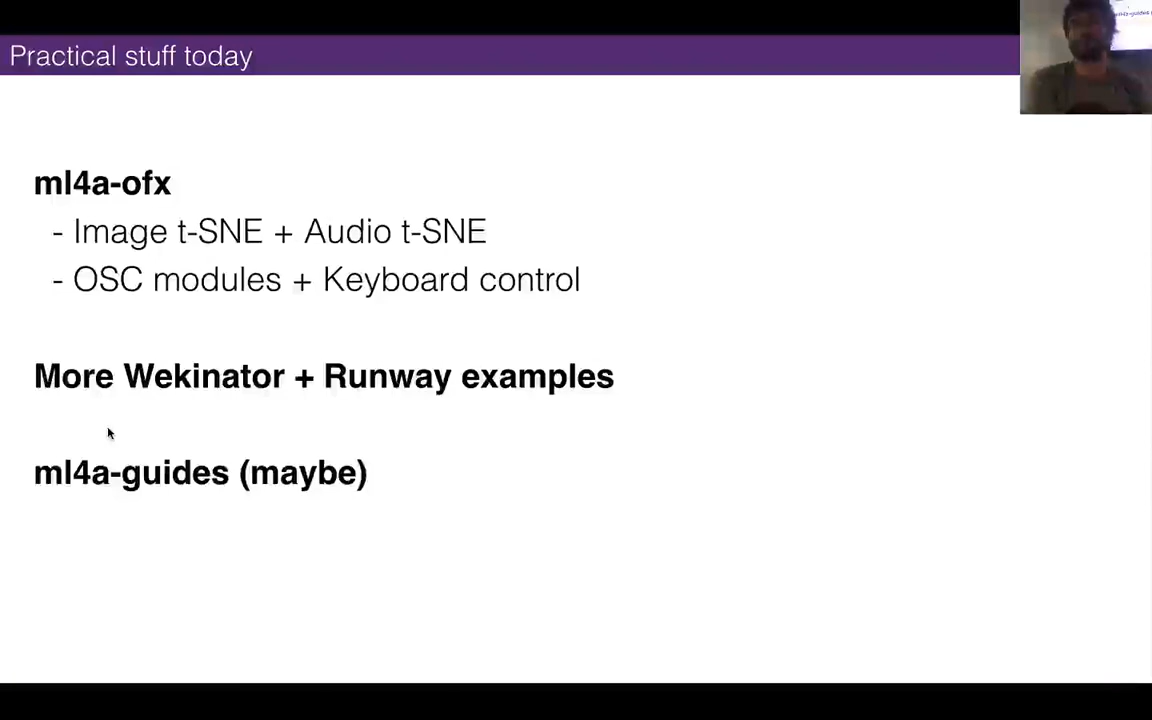 Practical stuff today
ml4a-ofx
- Image t-SNE + Audio t-SNE
- OSC modules + Keyboard control
More Wekinator + Runway examples
ml4a-guides (maybe)